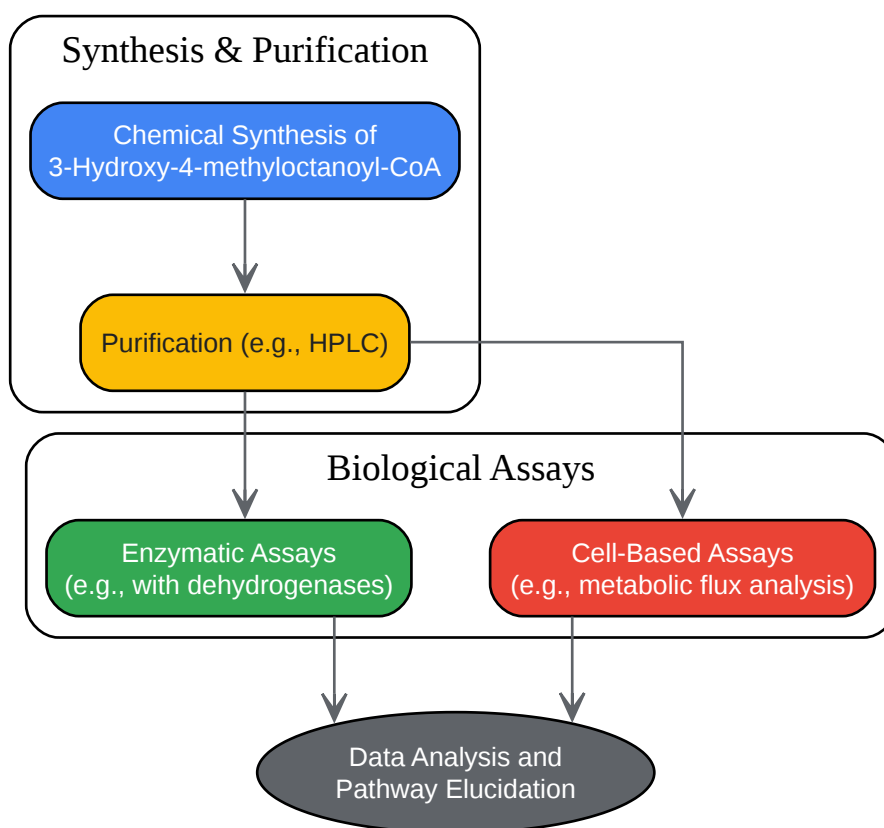 Synthesis & Purification
Chemical Synthesis of
3-Hydroxy-4-methyloctanoyl-CoA
Purification (e.g., HPLC)
Biological Assays
Enzymatic Assays
(e.g., with dehydrogenases)
Cell-Based Assays
(e.g., metabolic flux analysis)
Data Analysis and
Pathway Elucidation